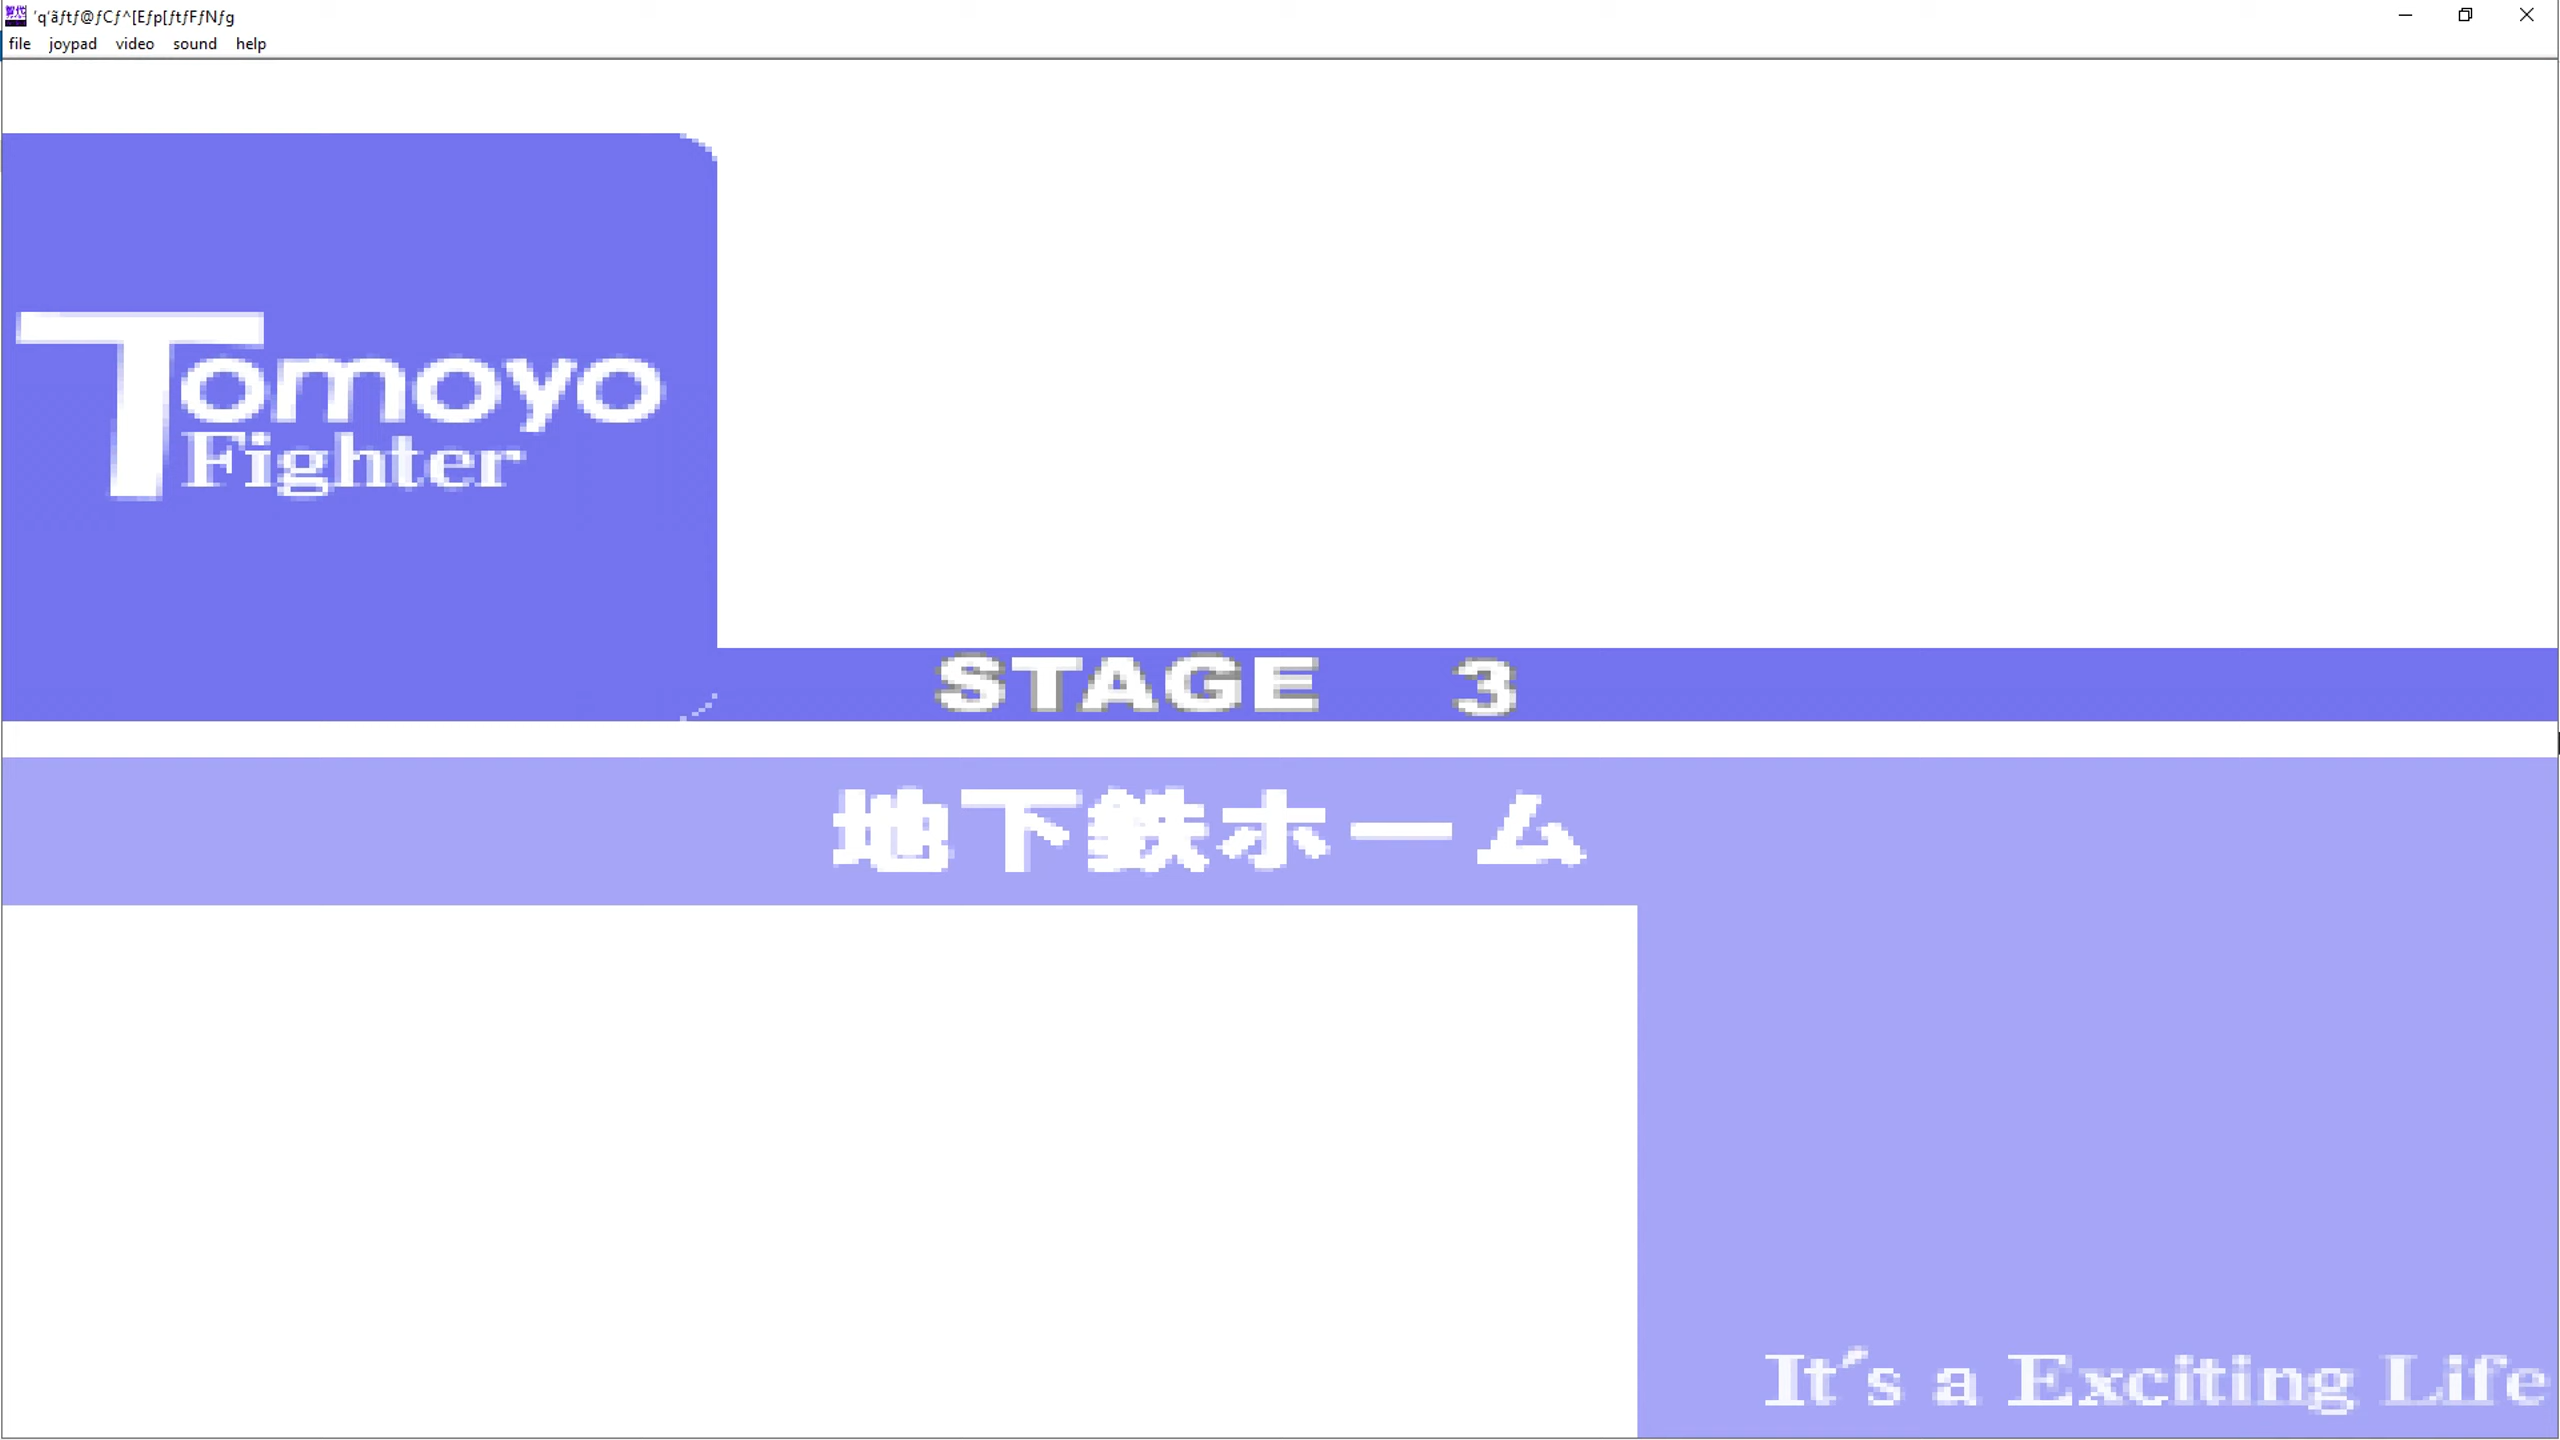 'q'ãƒtƒ@ƒCƒ^[Eƒp[ƒtƒFƒNƒg
file joypad video sound help
Tomoyo
Fighter
STAGE 3
地下鉄ホーム
It's a Exciting Life